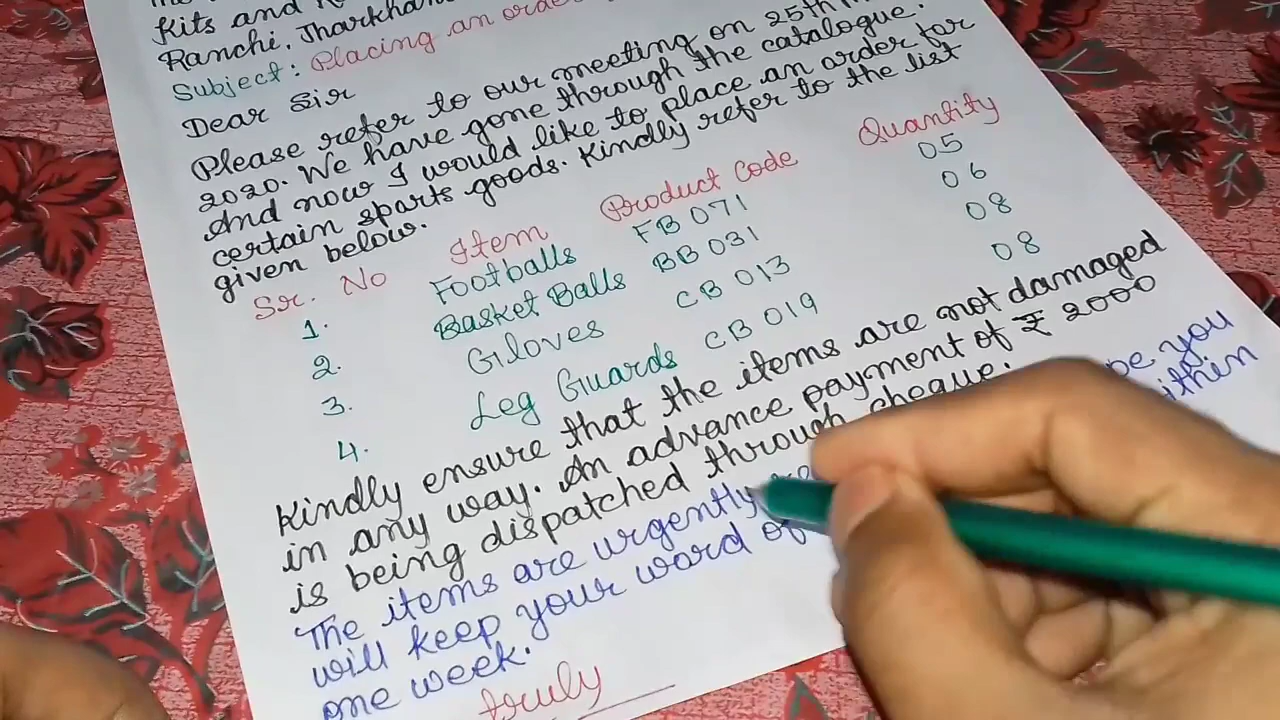 Kits and
Ranchi, Jharkhand
Subject: Placing an order
Dear Sir
Please refer to our meeting on 25th
2020. We have gone through the catalogue.
And now I would like to place an order for
certain sports goods. Kindly refer to the list
given below.
Sr. No Item Product Code Quantity
1. Footballs FB 071 05
2. Basket Balls BB 031 06
3. Gloves CB 013 08
4. Leg Guards CB 019 08
Kindly ensure that the items are not damaged
in any way. An advance payment of ₹ 2000
is being dispatched through cheque.
The items are urgently you
will keep your word of within
one week.
truly